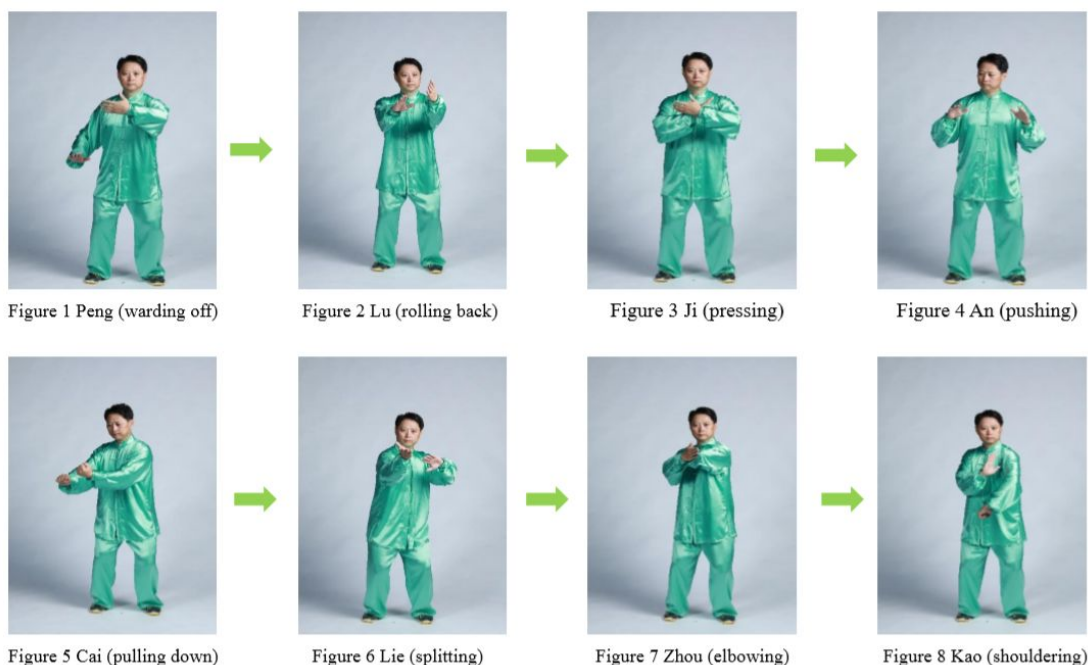 Figure 1 Peng (warding off)
Figure 2 Lu (rolling back)
Figure 3 Ji (pressing)
Figure 4 An (pushing)
Figure 5 Cai (pulling down)
Figure 6 Lie (splitting)
Figure 7 Zhou (elbowing)
Figure 8 Kao (shouldering)